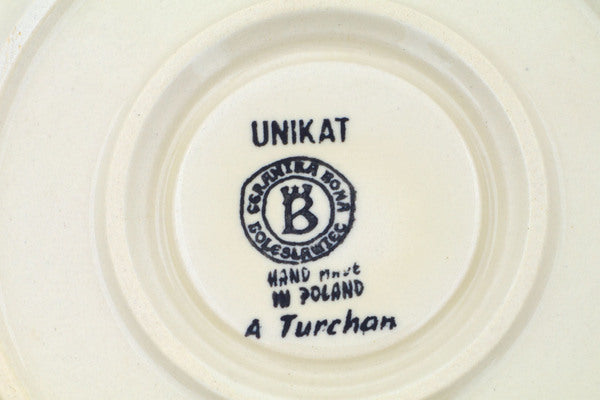 UNIKAT
CERAMIKA BONA
B
BOLESŁAWIEC
HAND MADE
IN POLAND
A Turchan